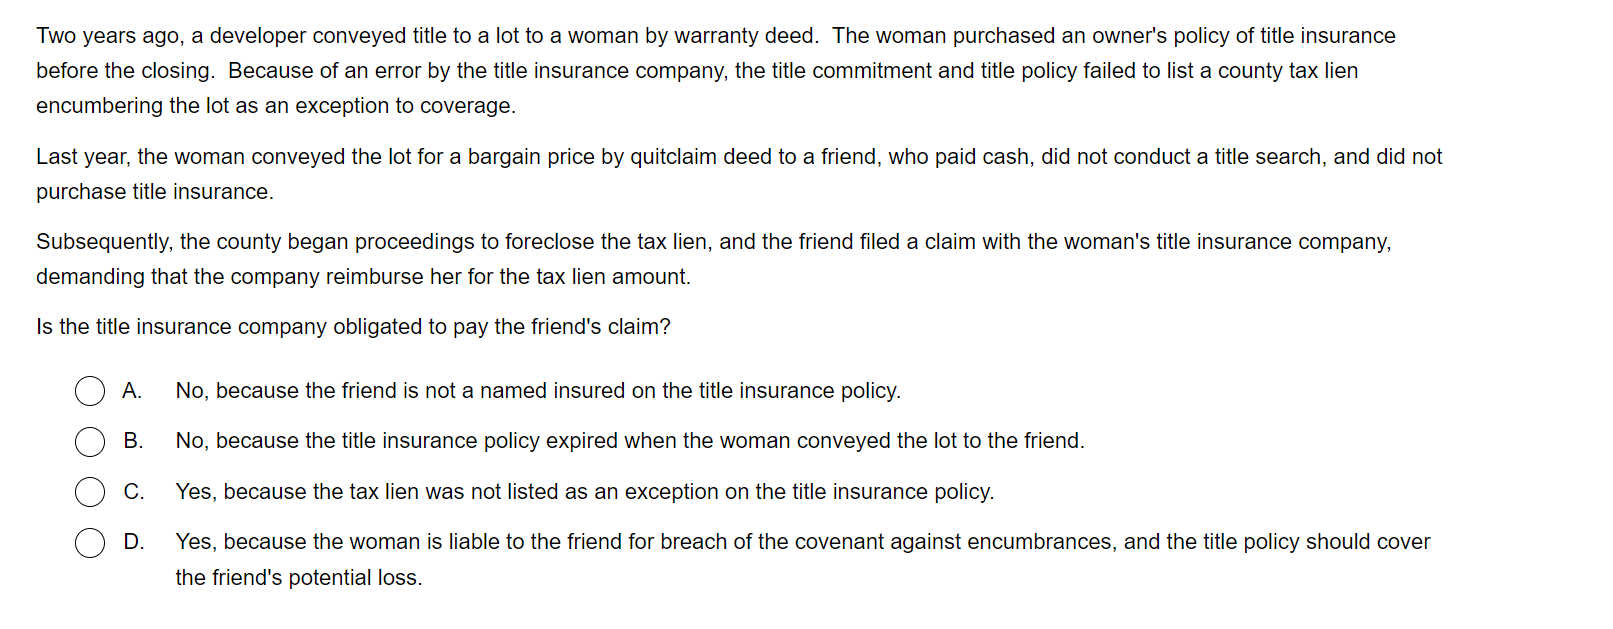 Two years ago, a developer conveyed title to a lot to a woman by warranty deed.  The woman purchased an owner's policy of title insurance
before the closing.  Because of an error by the title insurance company, the title commitment and title policy failed to list a county tax lien
encumbering the lot as an exception to coverage.
Last year, the woman conveyed the lot for a bargain price by quitclaim deed to a friend, who paid cash, did not conduct a title search, and did not
purchase title insurance.
Subsequently, the county began proceedings to foreclose the tax lien, and the friend filed a claim with the woman's title insurance company,
demanding that the company reimburse her for the tax lien amount.
Is the title insurance company obligated to pay the friend's claim?
A. No, because the friend is not a named insured on the title insurance policy.
B. No, because the title insurance policy expired when the woman conveyed the lot to the friend.
C. Yes, because the tax lien was not listed as an exception on the title insurance policy.
D. Yes, because the woman is liable to the friend for breach of the covenant against encumbrances, and the title policy should cover
the friend's potential loss.